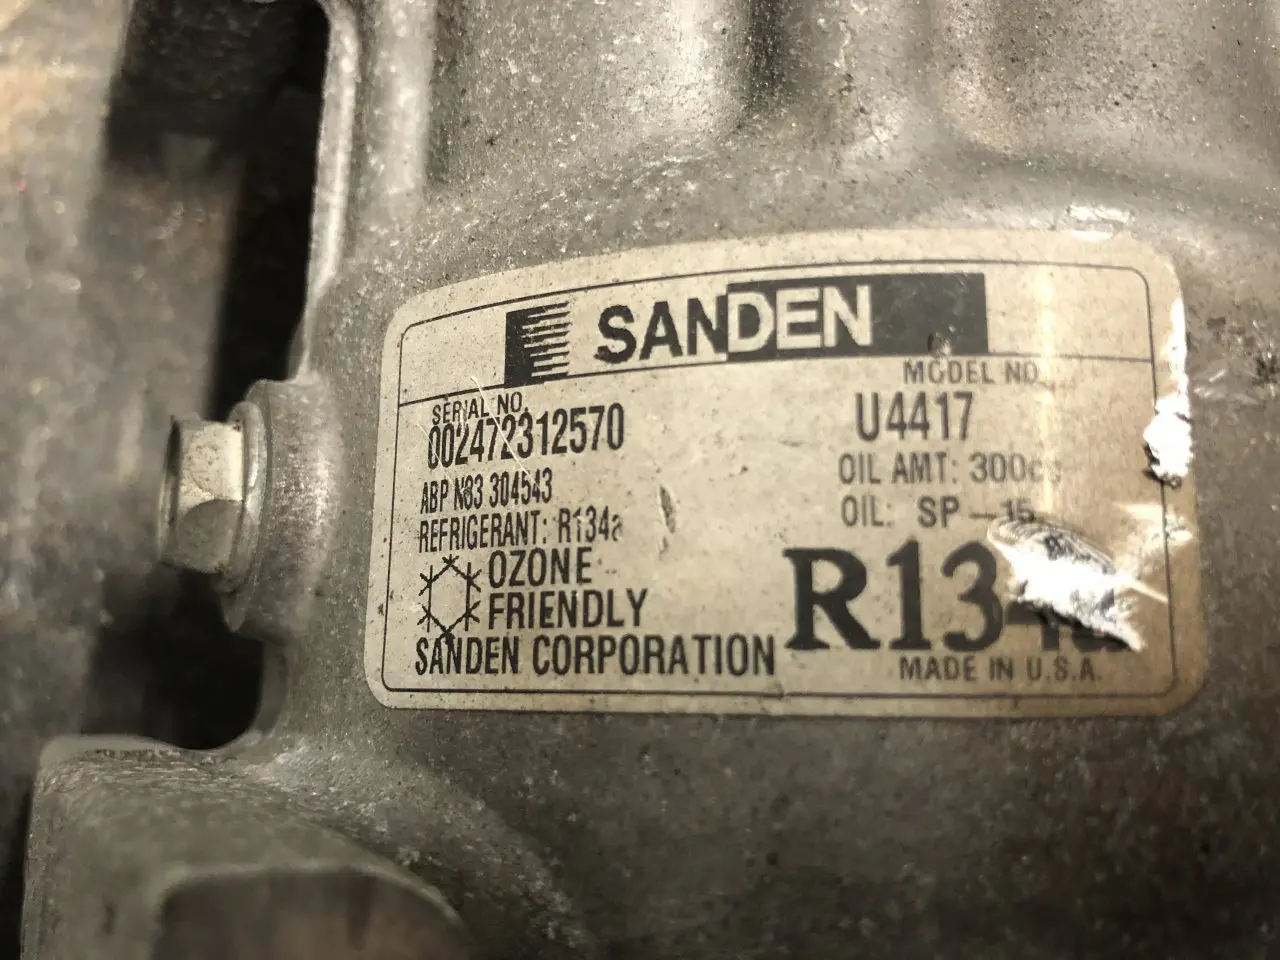 SANDEN
SERIAL NO. MODEL NO.
002472312570 U4417
ABP N83 304543 OIL AMT: 300cc
REFRIGERANT: R134a OIL: SP-15
OZONE
FRIENDLY R134a
SANDEN CORPORATION MADE IN U.S.A.